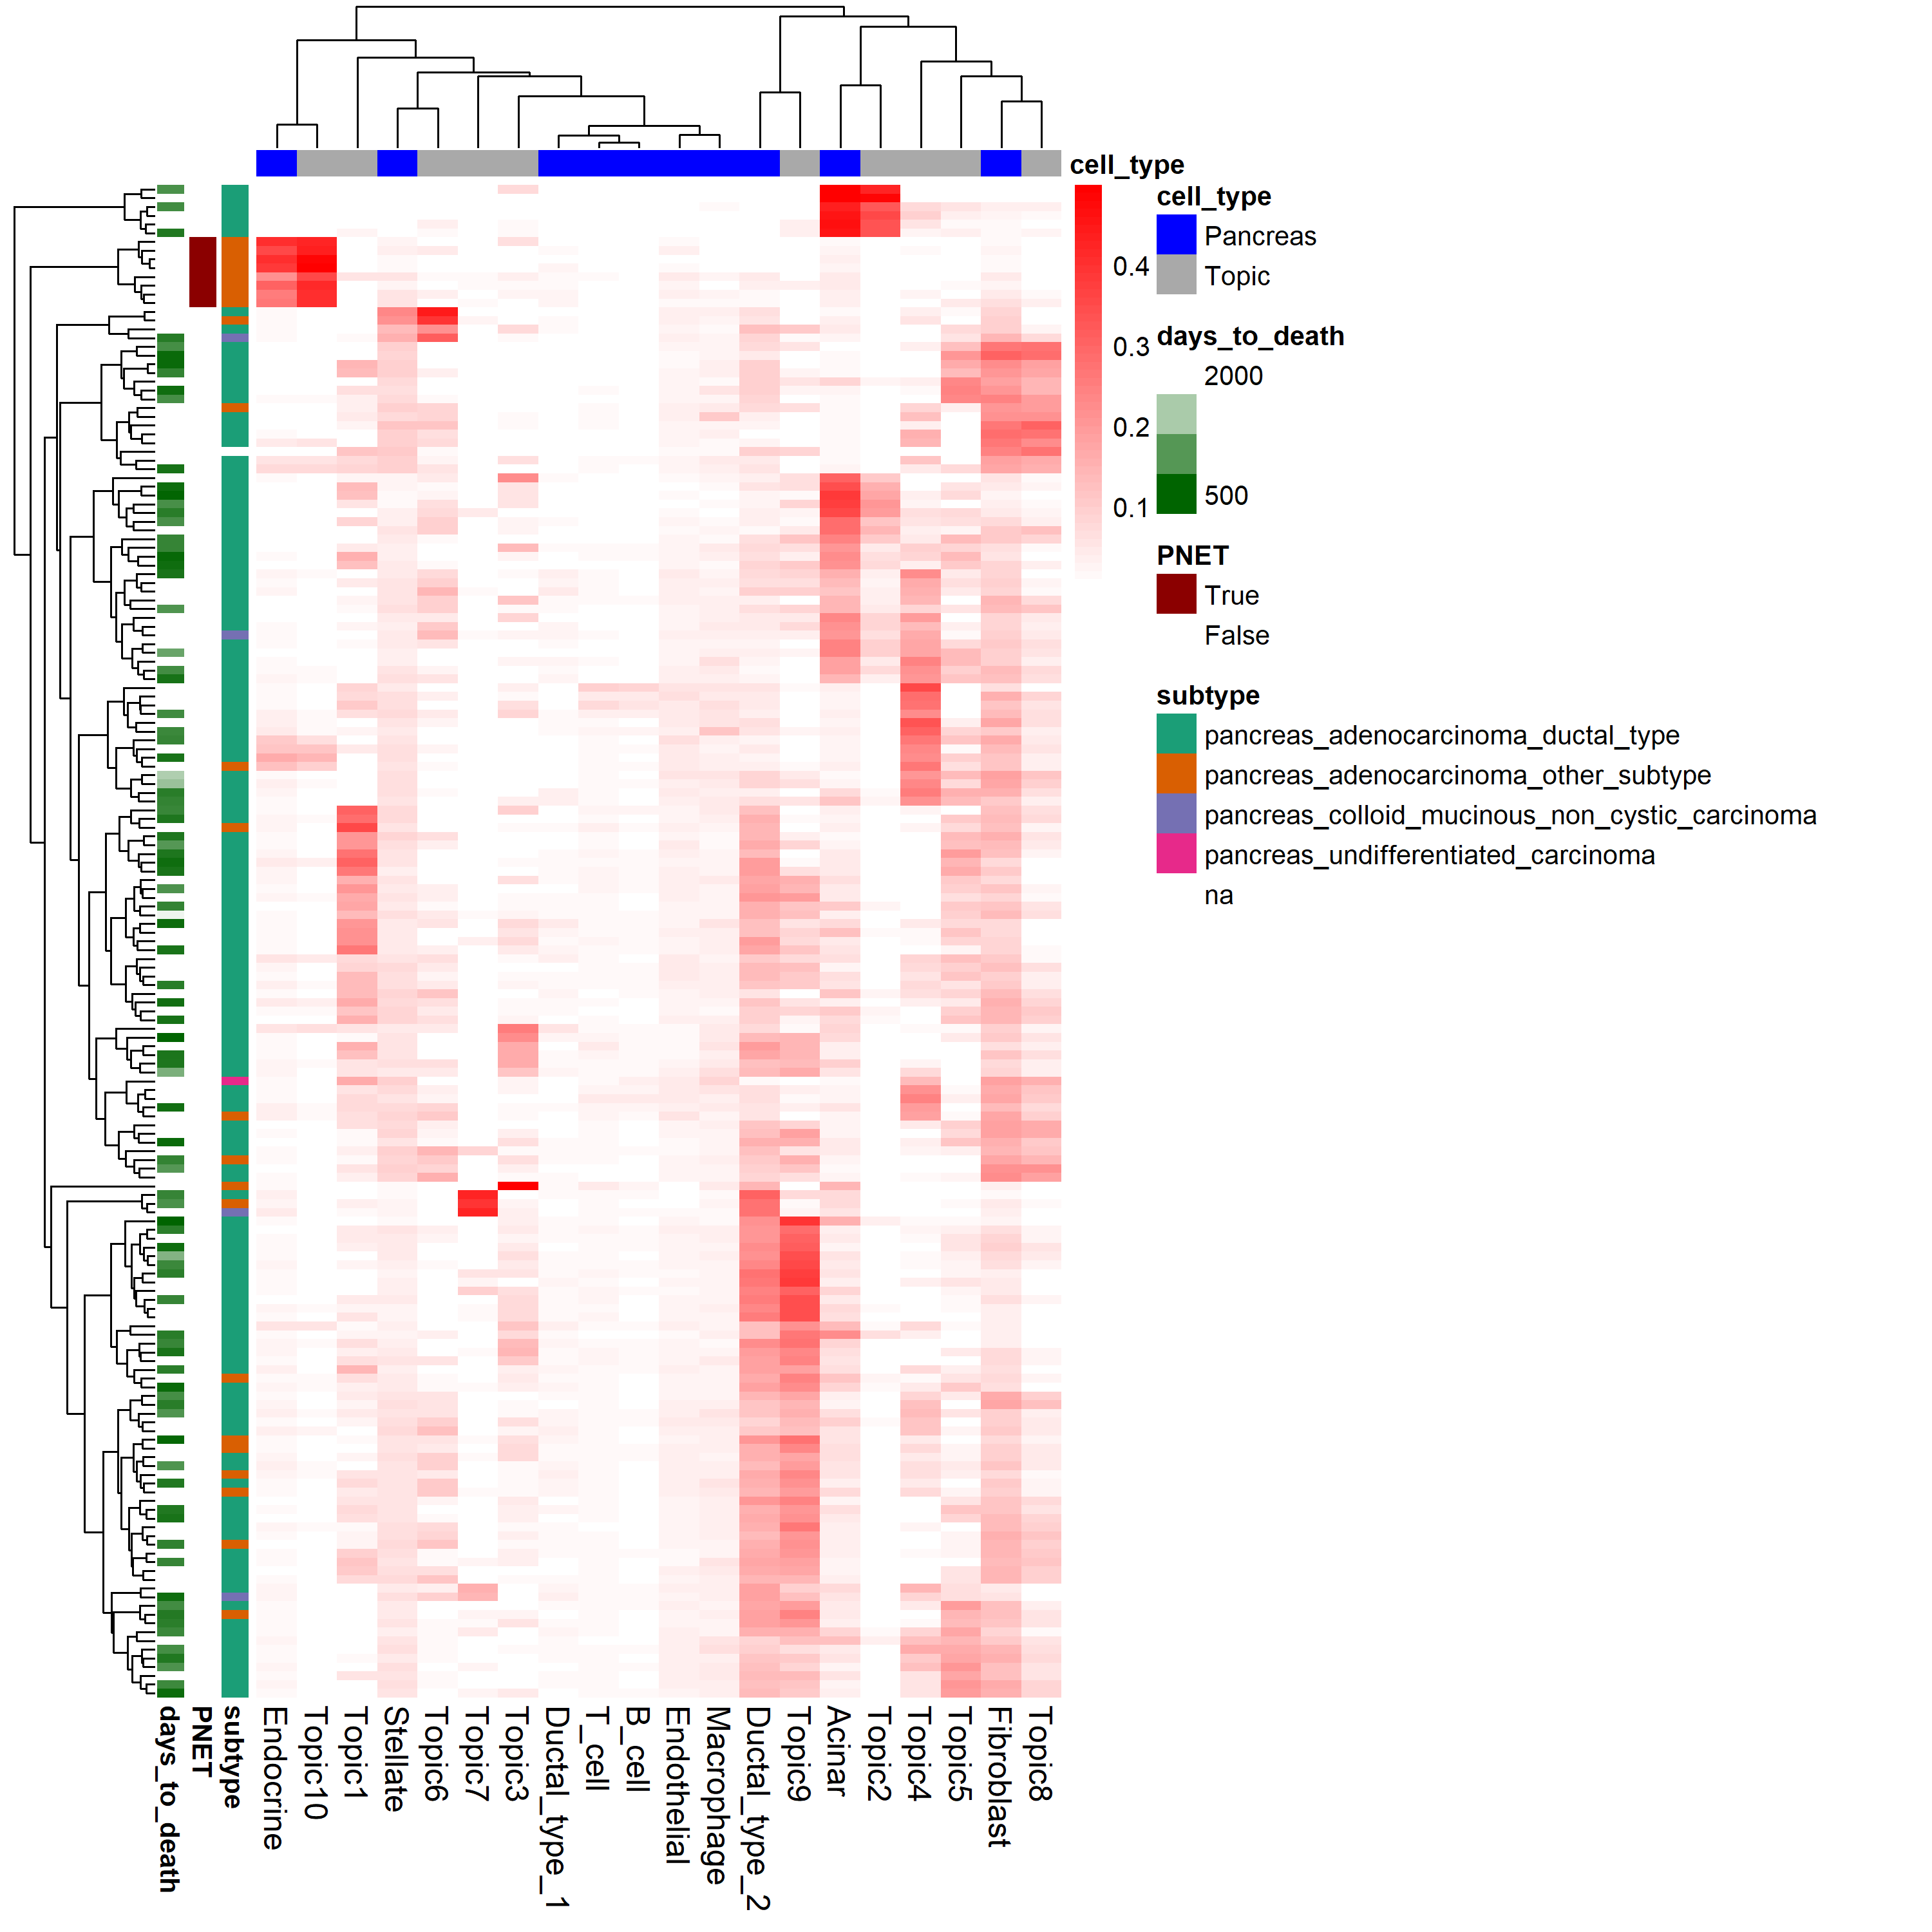 cell_type
0.4
0.3
0.2
0.1
cell_type
Pancreas
Topic
days_to_death
2000
500
PNET
True
False
subtype
pancreas_adenocarcinoma_ductal_type
pancreas_adenocarcinoma_other_subtype
pancreas_colloid_mucinous_non_cystic_carcinoma
pancreas_undifferentiated_carcinoma
na
days_to_death
PNET
subtype
Endocrine
Topic10
Topic1
Stellate
Topic6
Topic7
Topic3
Ductal_type_1
T_cell
B_cell
Endothelial
Macrophage
Ductal_type_2
Topic9
Acinar
Topic2
Topic4
Topic5
Fibroblast
Topic8